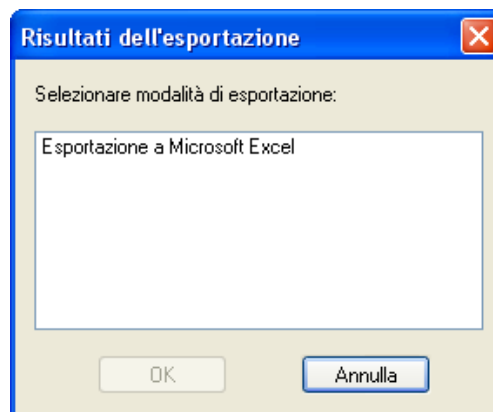 Risultati dell'esportazione
Selezionare modalità di esportazione:
Esportazione a Microsoft Excel
OK
Annulla